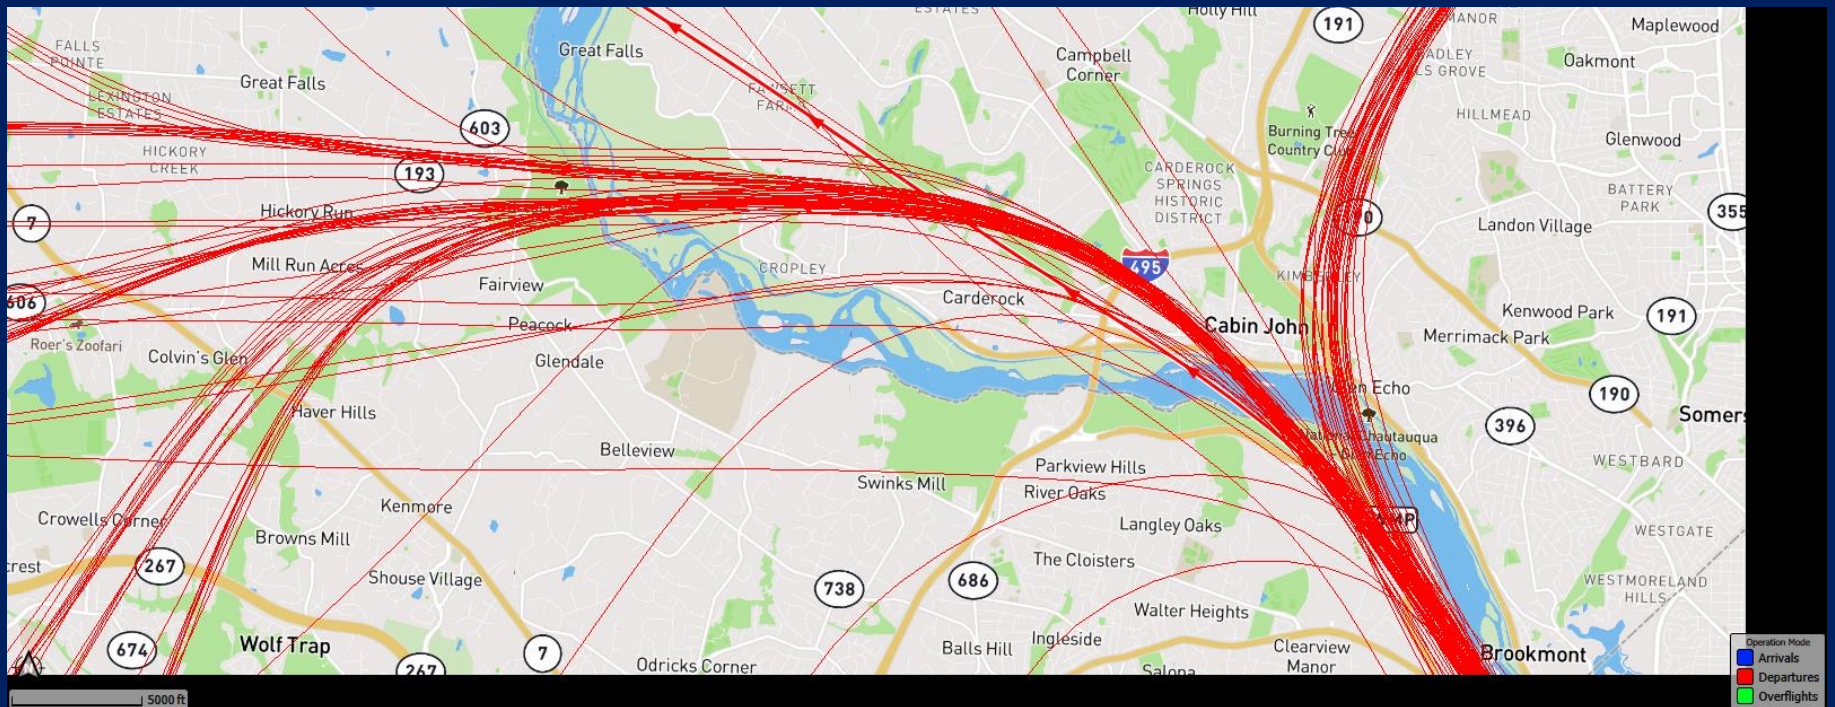 ESTATES
Holly Hill
191
MANOR
Maplewood
FALLS
POINTE
Great Falls
Campbell
Corner
Oakmont
Great Falls
LEXINGTON
ESTATES
603
HILLMEAD
Burning Tree
Country Club
Glenwood
HICKORY
CREEK
193
CARDEROCK
SPRINGS
HISTORIC
DISTRICT
BATTERY
PARK
7
Hickory Run
355
Landon Village
Mill Run Acres
CROPLEY
495
Fairview
606
Carderock
Kenwood Park
191
Peacock
Cabin John
Merrimack Park
Roer's Zoofari
Colvin's Glen
Glendale
Glen Echo
190
Haver Hills
396
Somers
Belleview
Parkview Hills
WESTBARD
Swinks Mill
River Oaks
Kenmore
Crowells Corner
Langley Oaks
Browns Mill
WESTGATE
crest
267
The Cloisters
Shouse Village
738
686
WESTMORELAND
HILLS
Walter Heights
674
Wolf Trap
7
Ingleside
Balls Hill
Clearview
Manor
Brookmont
267
Odricks Corner
Salona
Operation Mode
Arrivals
Departures
Overflights
5000 ft